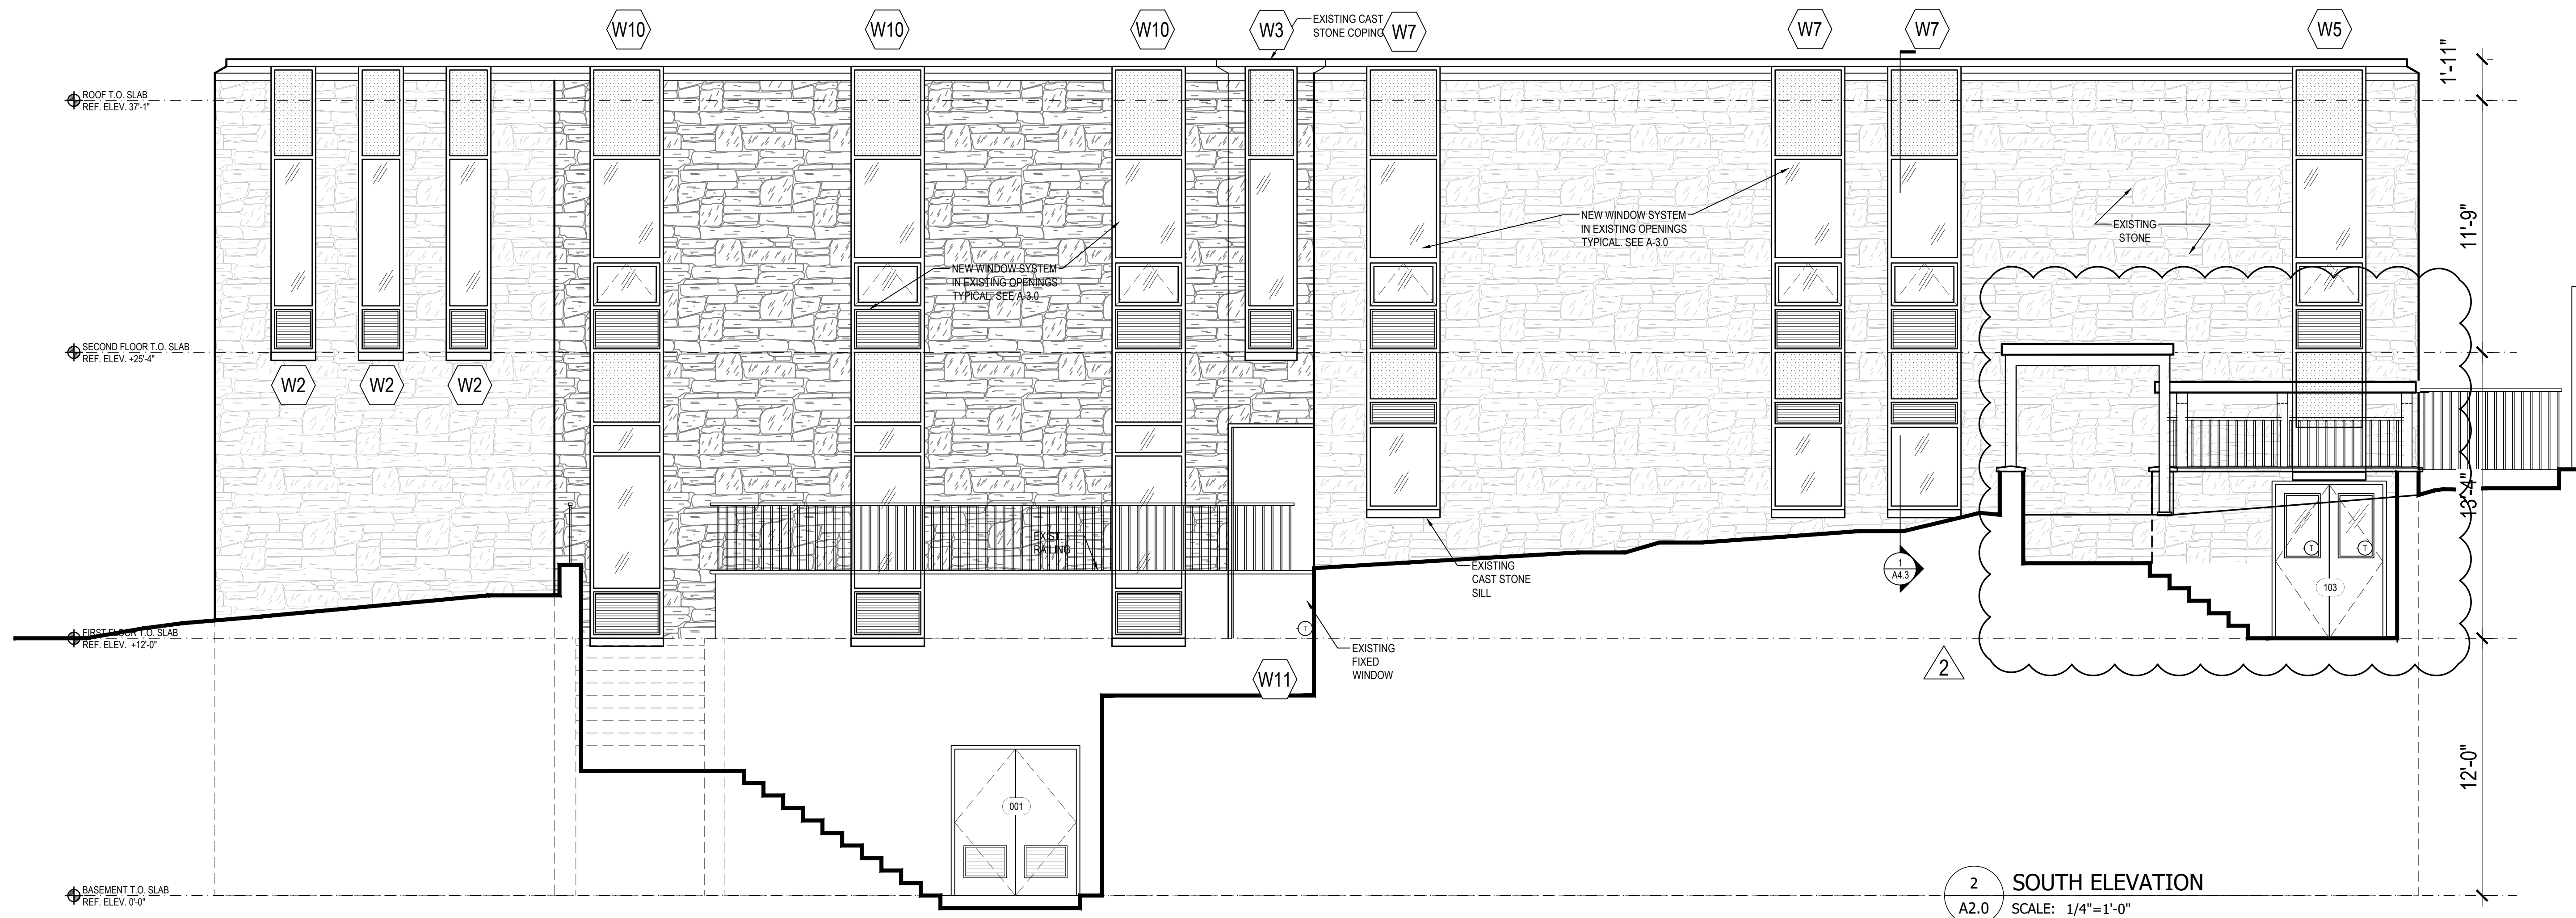 W10
W10
W10
W3
EXISTING CAST
STONE COPING
W7
W7
W7
W5
1'-11"
ROOF T.O. SLAB
REF. ELEV. 37'-1"
11'-9"
NEW WINDOW SYSTEM
IN EXISTING OPENINGS
TYPICAL. SEE A-3.0
EXISTING
STONE
NEW WINDOW SYSTEM
IN EXISTING OPENINGS
TYPICAL. SEE A-3.0
SECOND FLOOR T.O. SLAB
REF. ELEV. +25'-4"
W2
W2
W2
13'-4"
EXIST.
RAILING
EXISTING
CAST STONE
SILL
1
A4.3
T
T
103
FIRST FLOOR T.O. SLAB
REF. ELEV. +12'-0"
T
EXISTING
FIXED
WINDOW
W11
2
12'-0"
001
BASEMENT T.O. SLAB
REF. ELEV. 0'-0"
2
A2.0
SOUTH ELEVATION
SCALE: 1/4"=1'-0"